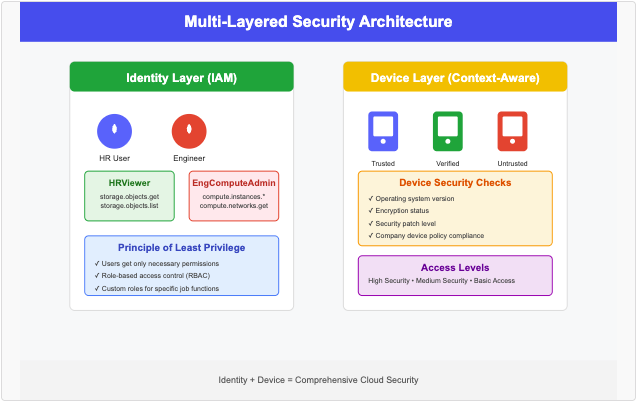 Multi-Layered Security Architecture
Identity Layer (IAM)
HR User
Engineer
HRViewer
storage.objects.get
storage.objects.list
EngComputeAdmin
compute.instances.*
compute.networks.get
Principle of Least Privilege
✓ Users get only necessary permissions
✓ Role-based access control (RBAC)
✓ Custom roles for specific job functions
Device Layer (Context-Aware)
Trusted
Verified
Untrusted
Device Security Checks
✓ Operating system version
✓ Encryption status
✓ Security patch level
✓ Company device policy compliance
Access Levels
High Security • Medium Security • Basic Access
Identity + Device = Comprehensive Cloud Security